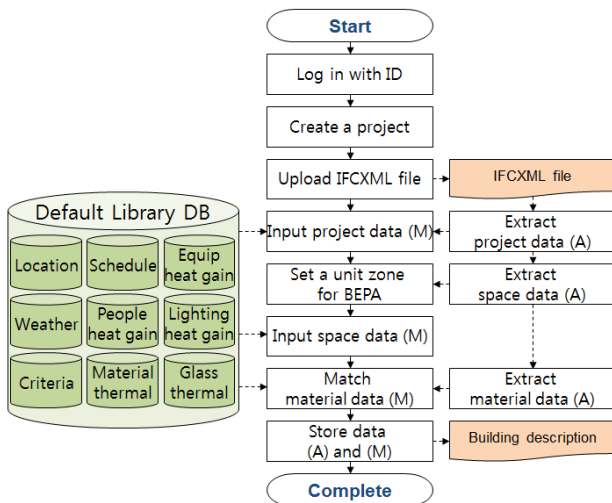 Start
Log in with ID
Create a project
Upload IFCXML file
IFCXML file
Default Library DB
Location
Schedule
Equip
heat gain
Weather
People
heat gain
Lighting
heat gain
Criteria
Material
thermal
Glass
thermal
Input project data (M)
Extract
project data (A)
Set a unit zone
for BEPA
Extract
space data (A)
Input space data (M)
Match
material data (M)
Extract
material data (A)
Store data
(A) and (M)
Building description
Complete